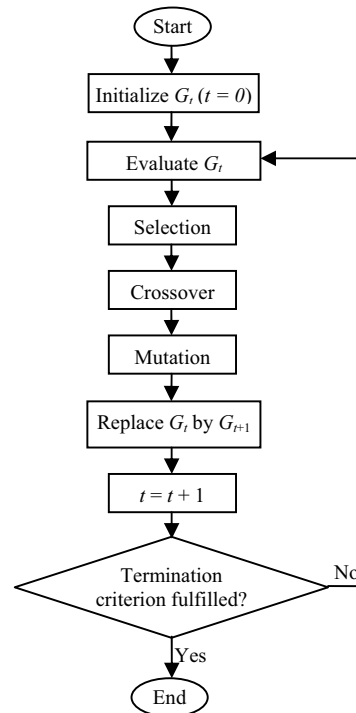 Start
Initialize Gt (t = 0)
Evaluate Gt
Selection
Crossover
Mutation
Replace Gt by Gt+1
t = t + 1
Termination
criterion fulfilled?
No
Yes
End